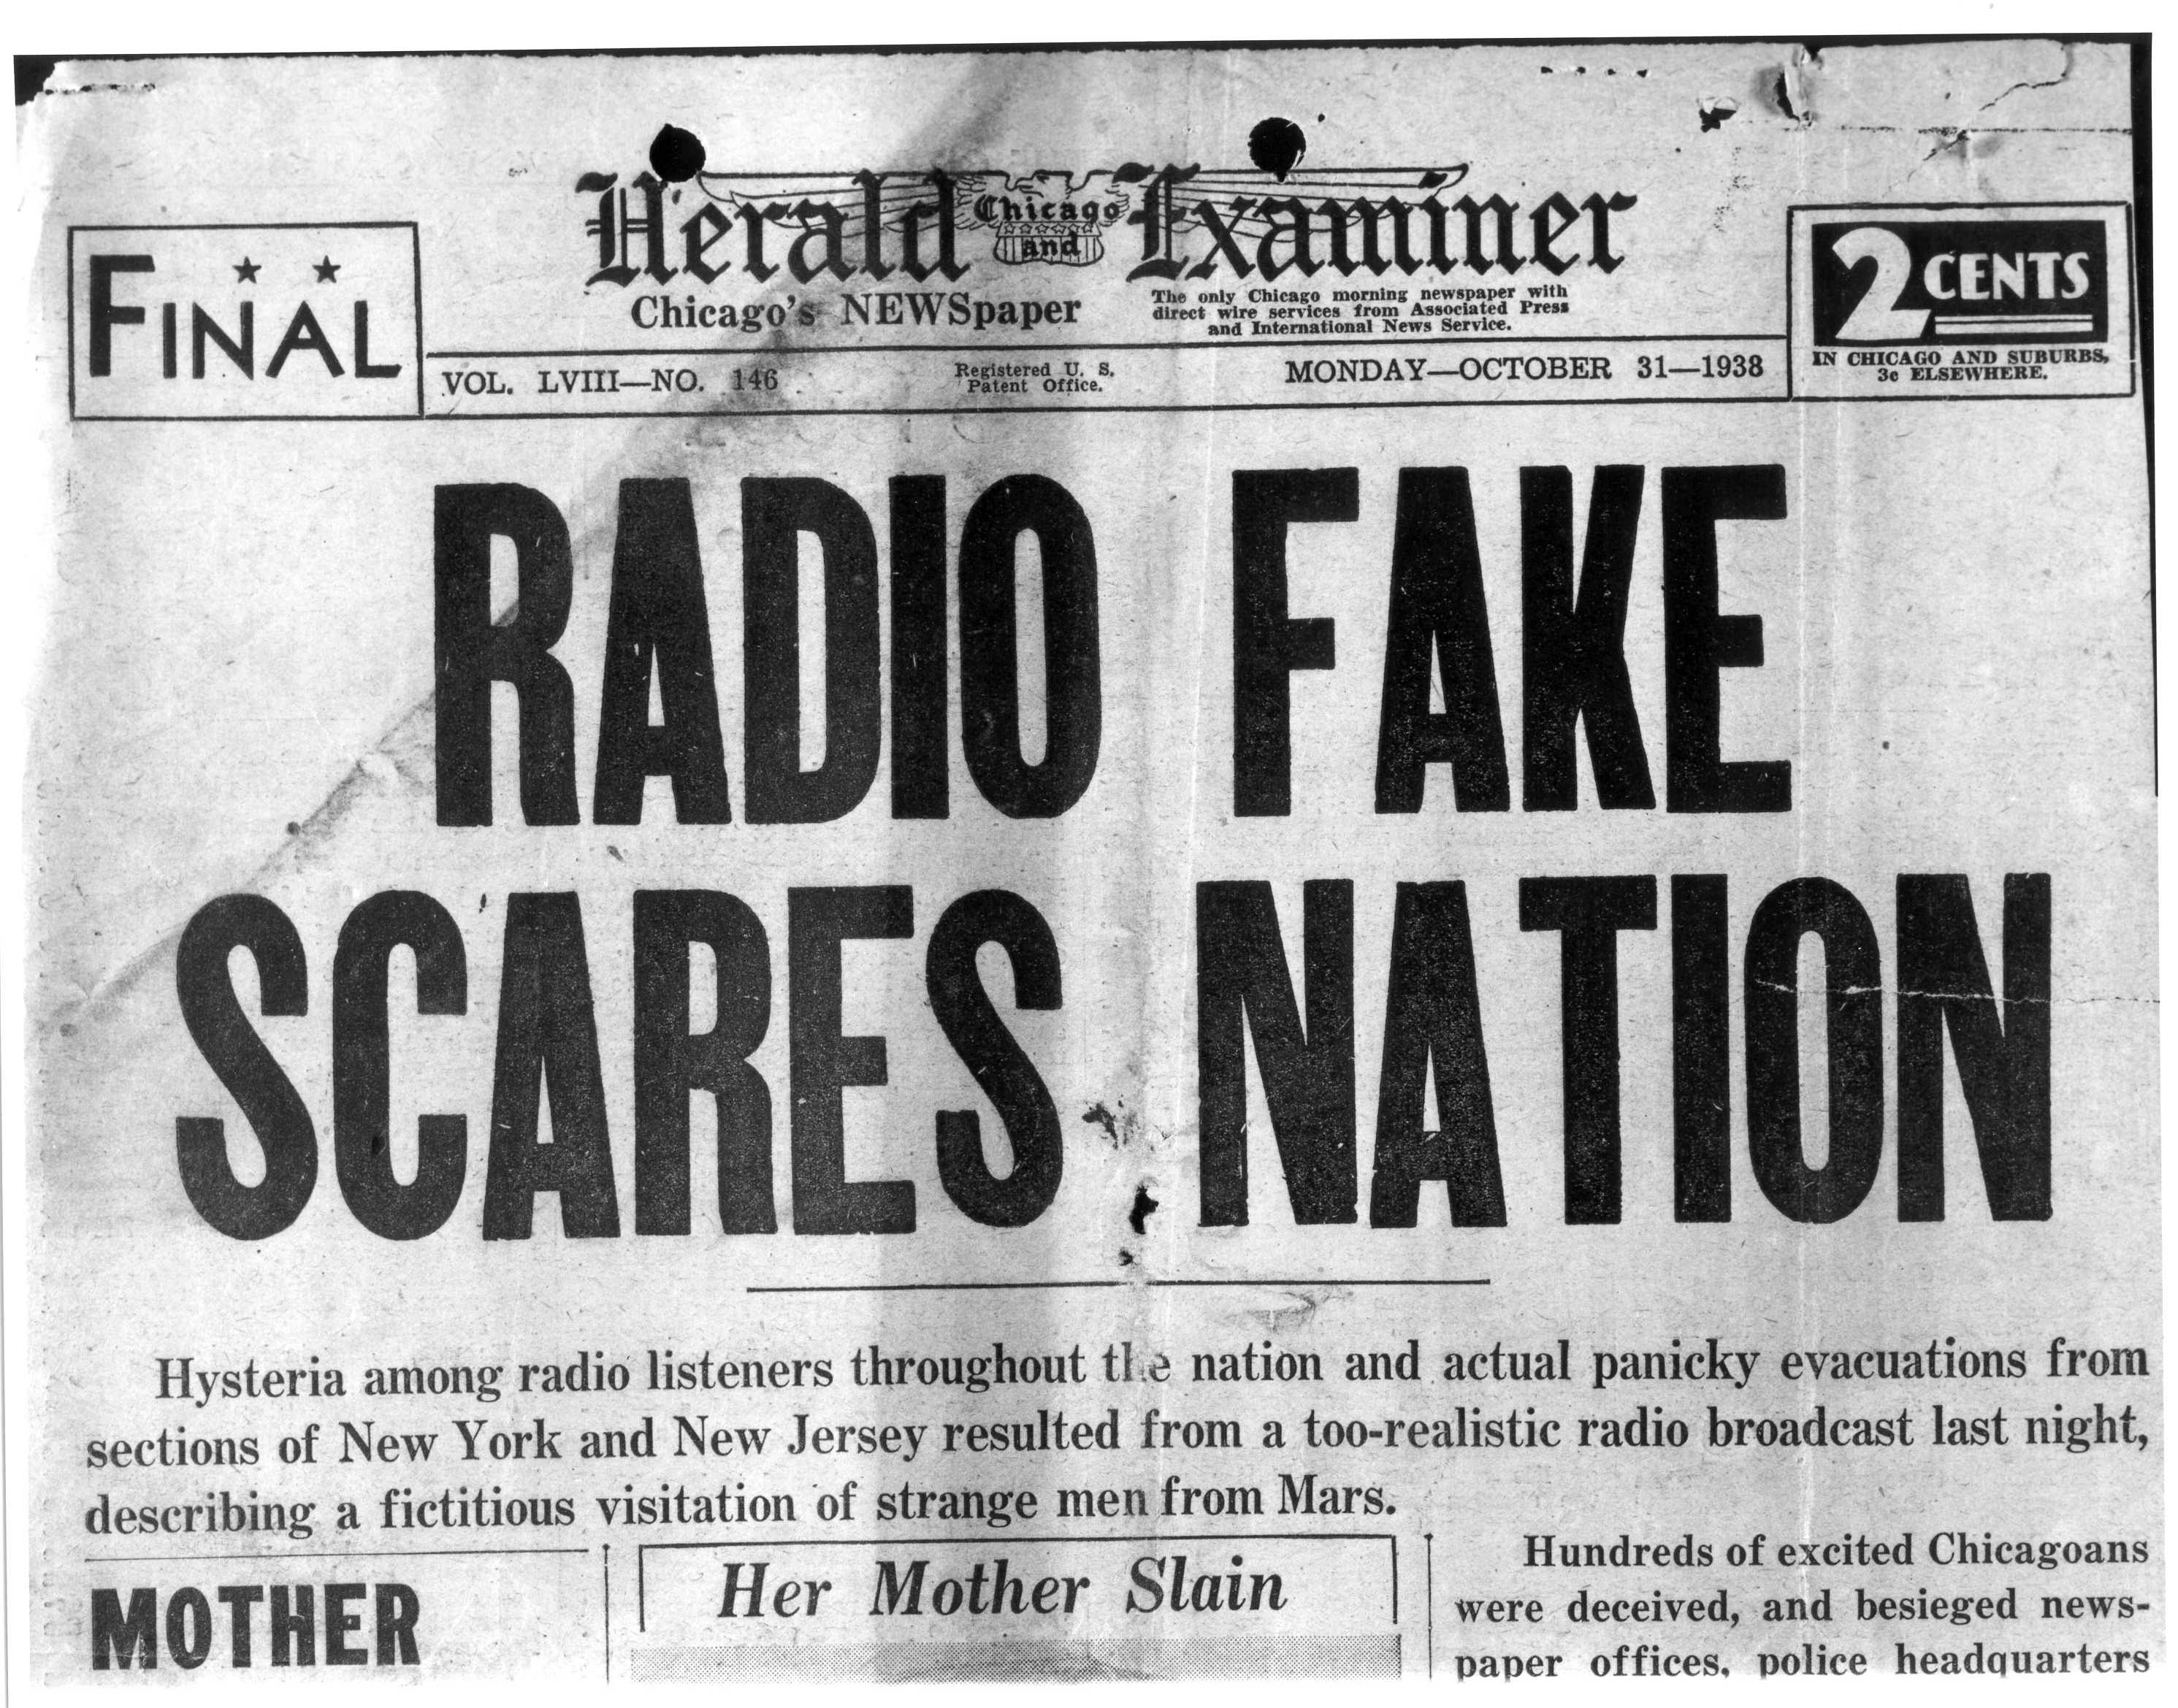 Herald Chicago and Examiner
FINAL
Chicago's NEWSpaper
The only Chicago morning newspaper with
direct wire services from Associated Press
and International News Service.
2 CENTS
IN CHICAGO AND SUBURBS,
3c ELSEWHERE.
VOL. LVIII—NO. 146
Registered U. S.
Patent Office.
MONDAY—OCTOBER 31—1938
RADIO FAKE
SCARES NATION
Hysteria among radio listeners throughout the nation and actual panicky evacuations from
sections of New York and New Jersey resulted from a too-realistic radio broadcast last night,
describing a fictitious visitation of strange men from Mars.
MOTHER
Her Mother Slain
Hundreds of excited Chicagoans
were deceived, and besieged news-
paper offices, police headquarters